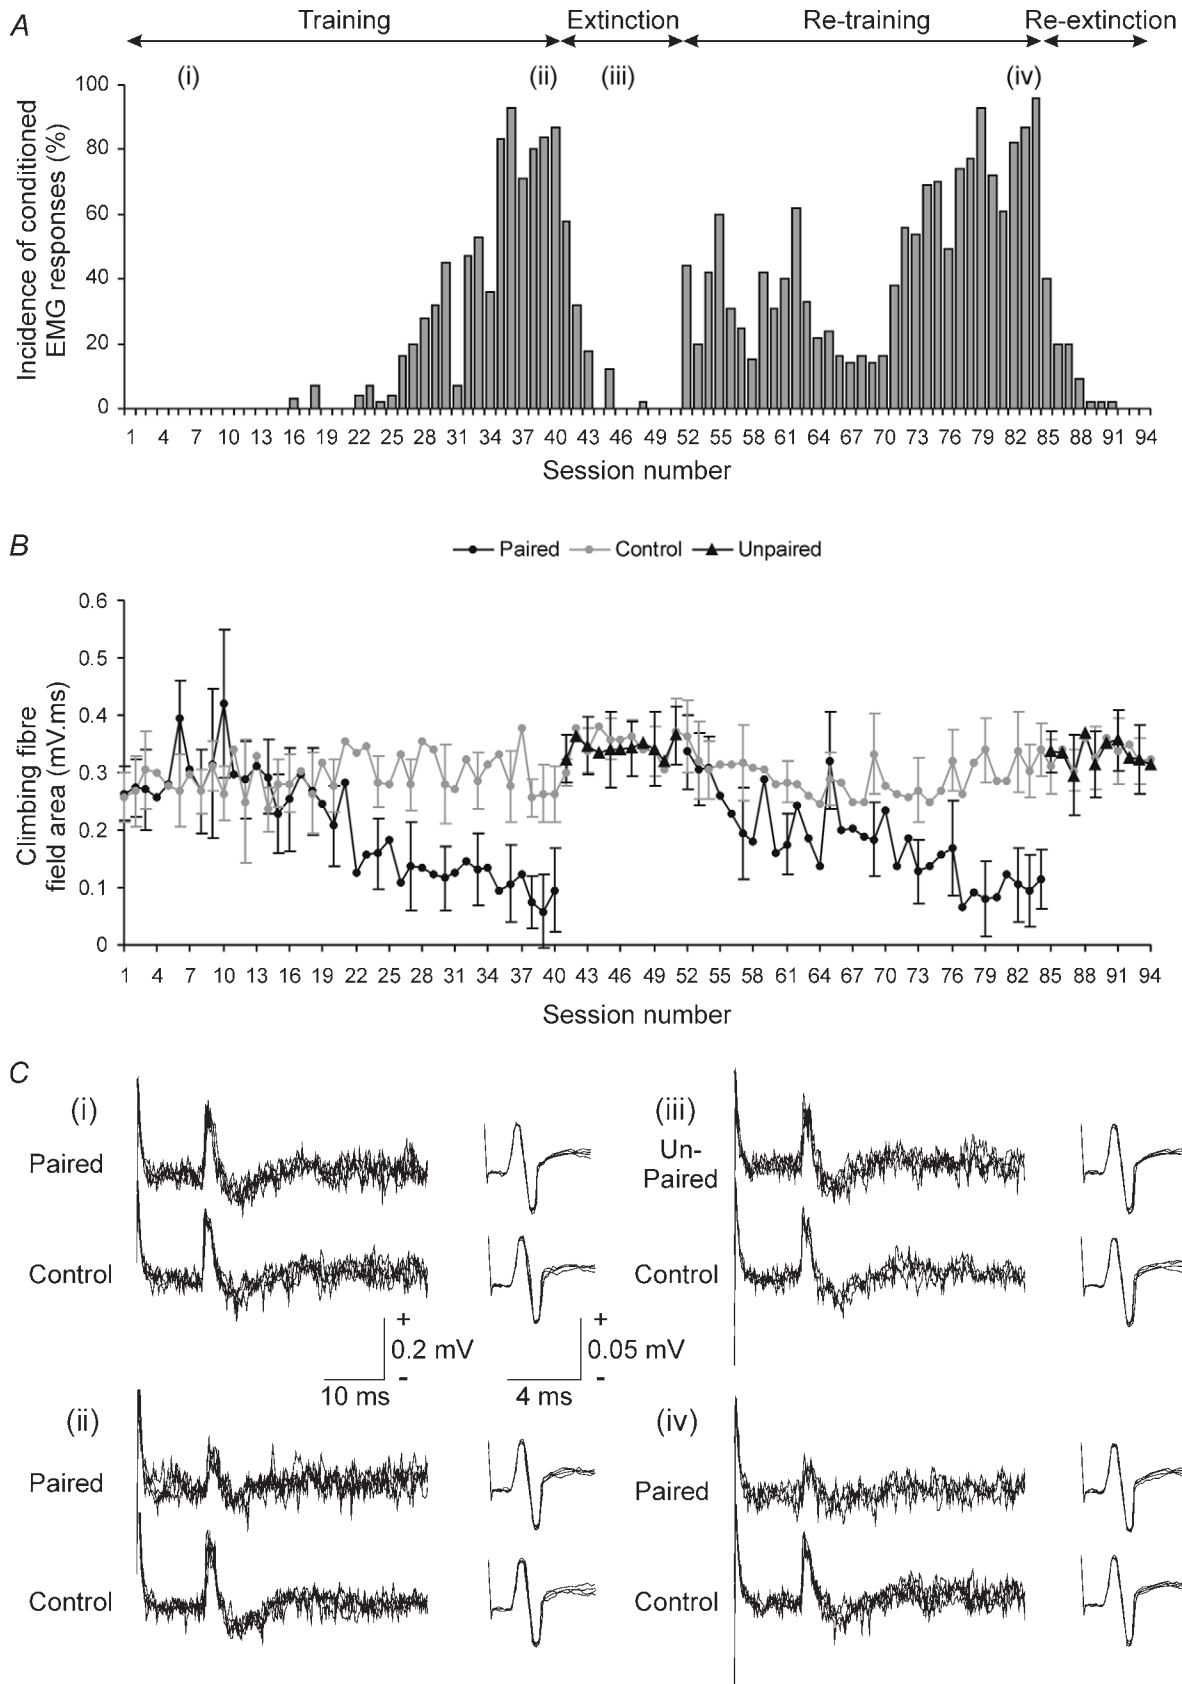 A
Training
Extinction
Re-training
Re-extinction
(i)
(ii)
(iii)
(iv)
Incidence of conditioned
EMG responses (%)
100
80
60
40
20
0
1 4 7 10 13 16 19 22 25 28 31 34 37 40 43 46 49 52 55 58 61 64 67 70 73 76 79 82 85 88 91 94
Session number
B
Paired
Control
Unpaired
Climbing fibre
field area (mV.ms)
0.6
0.5
0.4
0.3
0.2
0.1
0
1 4 7 10 13 16 19 22 25 28 31 34 37 40 43 46 49 52 55 58 61 64 67 70 73 76 79 82 85 88 91 94
Session number
C
(i)
Paired
Control
(iii)
Un-
Paired
Control
+
0.2 mV
-
10 ms
+
0.05 mV
-
4 ms
(ii)
Paired
Control
(iv)
Paired
Control